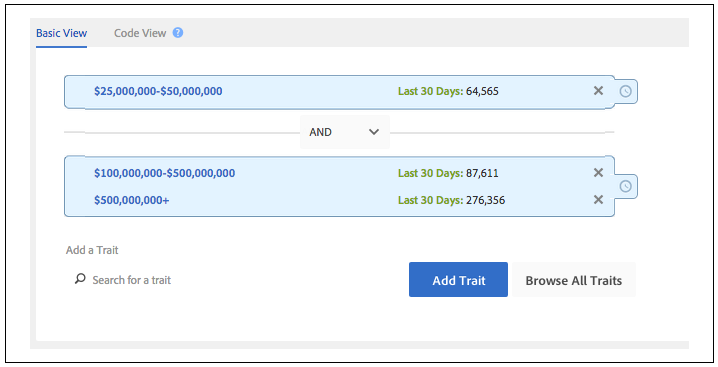 Basic View Code View ?
$25,000,000-$50,000,000 Last 30 Days: 64,565
AND
$100,000,000-$500,000,000 Last 30 Days: 87,611
$500,000,000+ Last 30 Days: 276,356
Add a Trait
Search for a trait Add Trait Browse All Traits